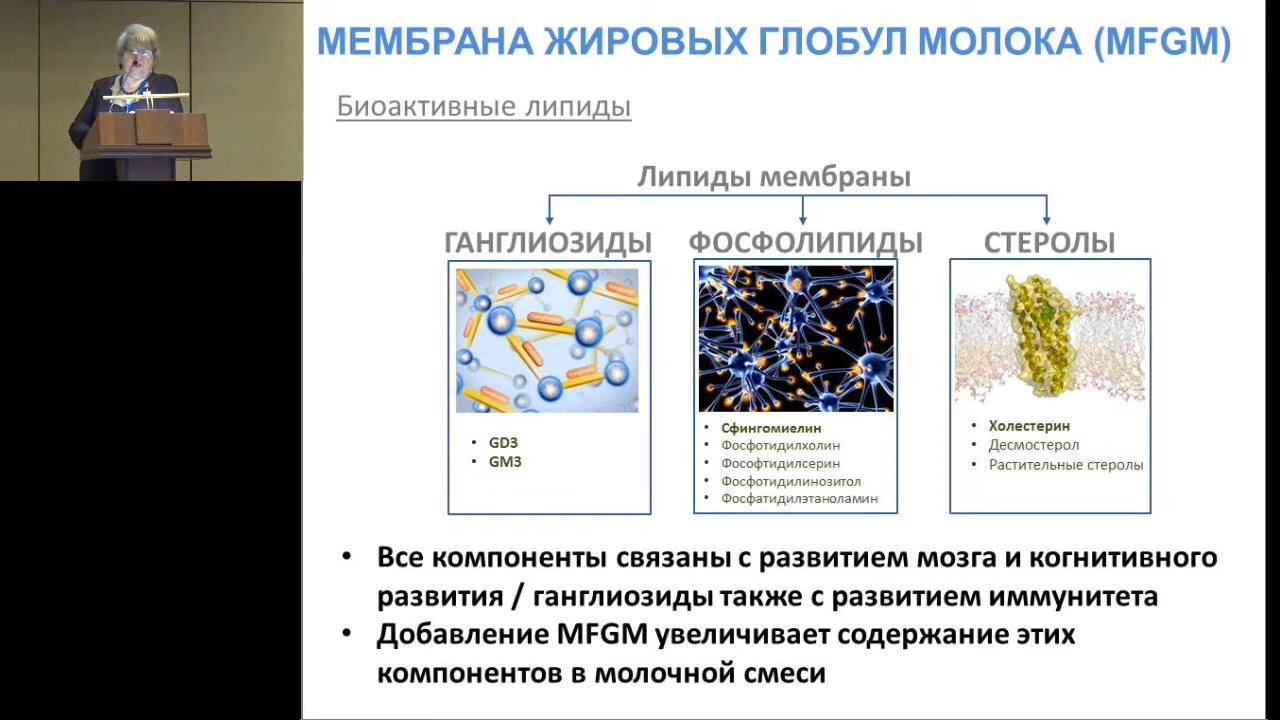 МЕМБРАНА ЖИРОВЫХ ГЛОБУЛ МОЛОКА (MFGM)
Биоактивные липиды
Липиды мембраны
ГАНГЛИОЗИДЫ
• GD3
• GM3
ФОСФОЛИПИДЫ
• Сфингомиелин
• Фосфотидилхолин
• Фософтидилсерин
• Фосфотидилинозитол
• Фосфатидилэтаноламин
СТЕРОЛЫ
• Холестерин
• Десмостерол
• Растительные стеролы
• Все компоненты связаны с развитием мозга и когнитивного
развития / ганглиозиды также с развитием иммунитета
• Добавление MFGM увеличивает содержание этих
компонентов в молочной смеси